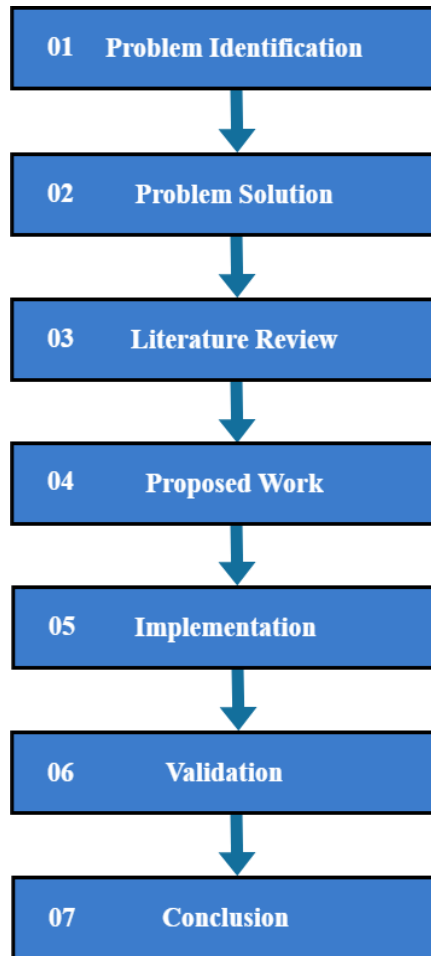 01 Problem Identification
02 Problem Solution
03 Literature Review
04 Proposed Work
05 Implementation
06 Validation
07 Conclusion